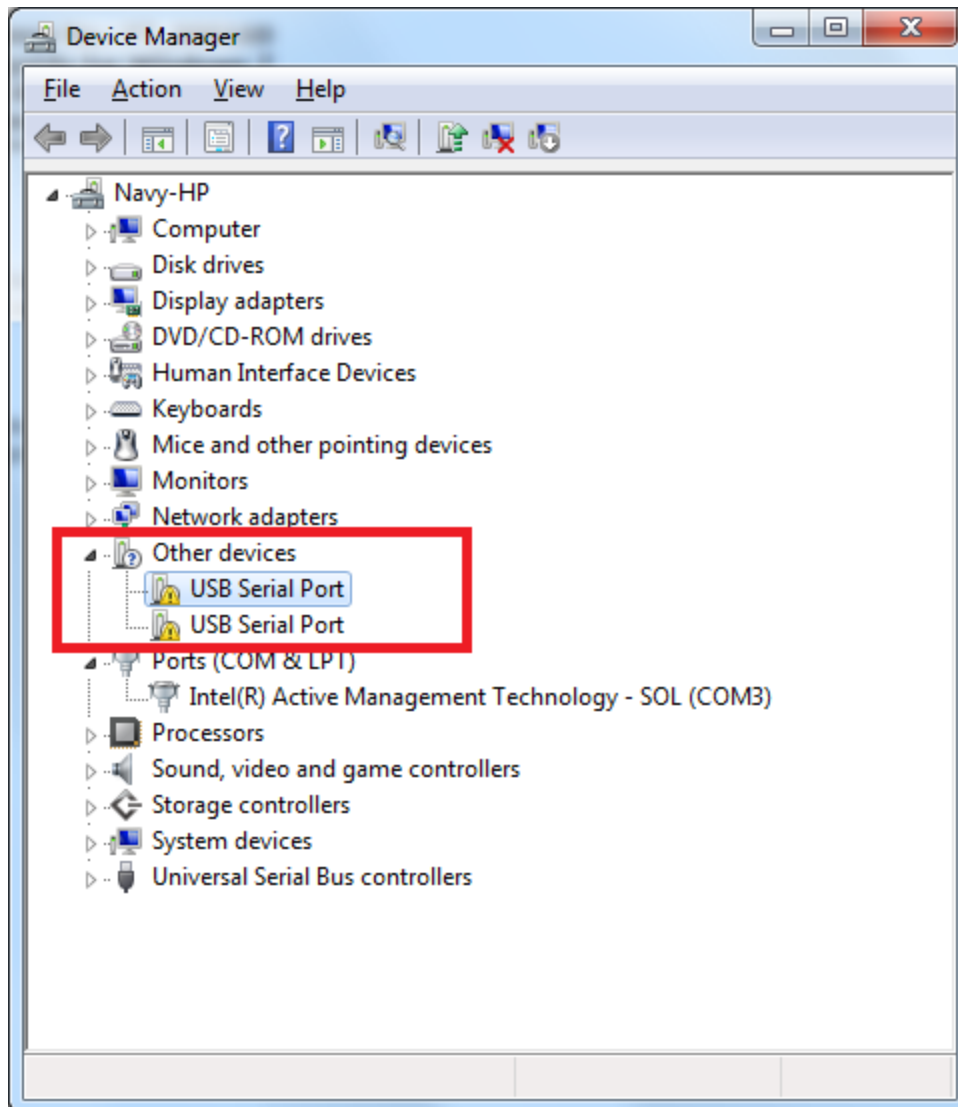 Device Manager
File Action View Help
Navy-HP
Computer
Disk drives
Display adapters
DVD/CD-ROM drives
Human Interface Devices
Keyboards
Mice and other pointing devices
Monitors
Network adapters
Other devices
USB Serial Port
USB Serial Port
Ports (COM & LPT)
Intel(R) Active Management Technology - SOL (COM3)
Processors
Sound, video and game controllers
Storage controllers
System devices
Universal Serial Bus controllers